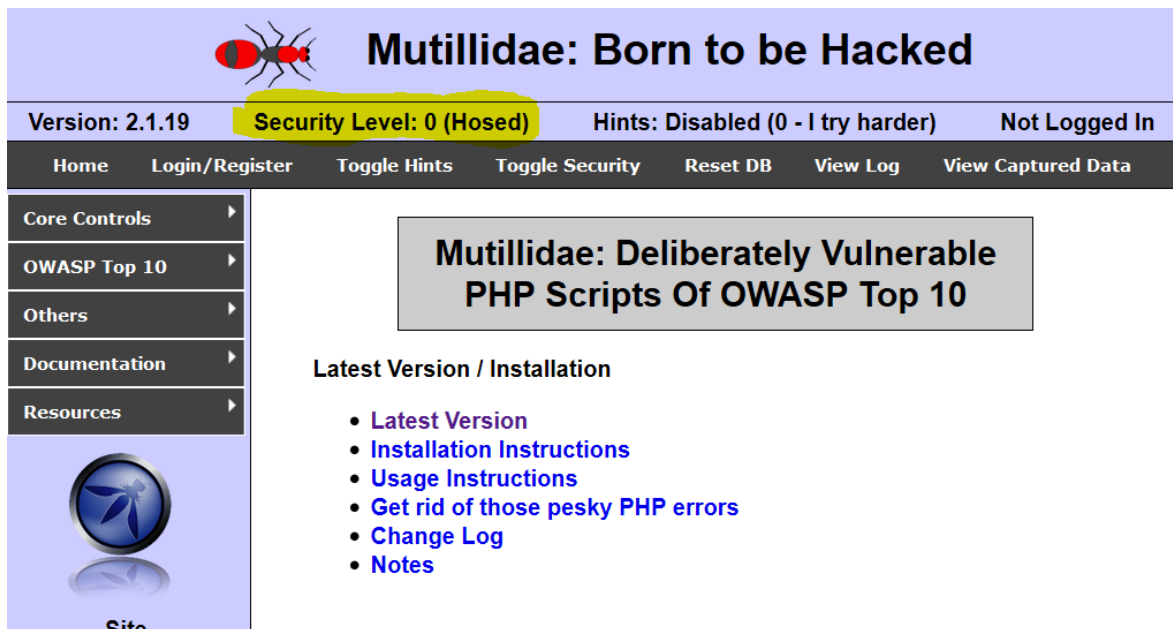 Mutillidae: Born to be Hacked
Version: 2.1.19 Security Level: 0 (Hosed) Hints: Disabled (0 - I try harder) Not Logged In
Home Login/Register Toggle Hints Toggle Security Reset DB View Log View Captured Data
Core Controls
OWASP Top 10
Others
Documentation
Resources
Site
Mutillidae: Deliberately Vulnerable
PHP Scripts Of OWASP Top 10
Latest Version / Installation
Latest Version
Installation Instructions
Usage Instructions
Get rid of those pesky PHP errors
Change Log
Notes